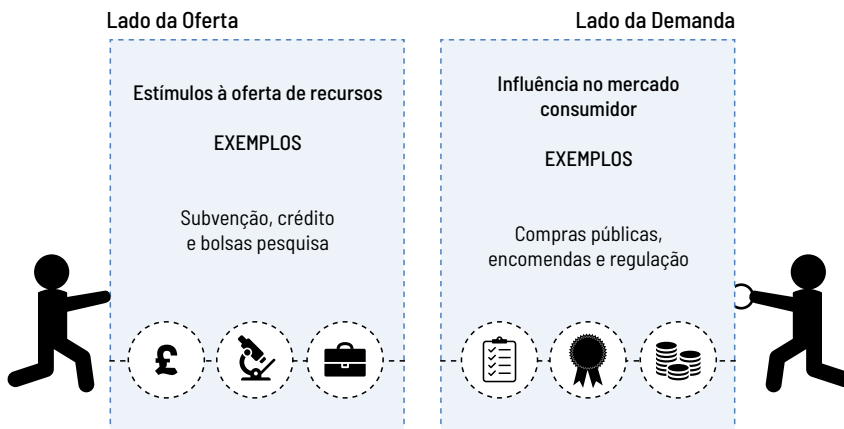 Lado da Oferta
Estímulos à oferta de recursos
EXEMPLOS
Subvenção, crédito
e bolsas pesquisa
£
Lado da Demanda
Influência no mercado
consumidor
EXEMPLOS
Compras públicas,
encomendas e regulação